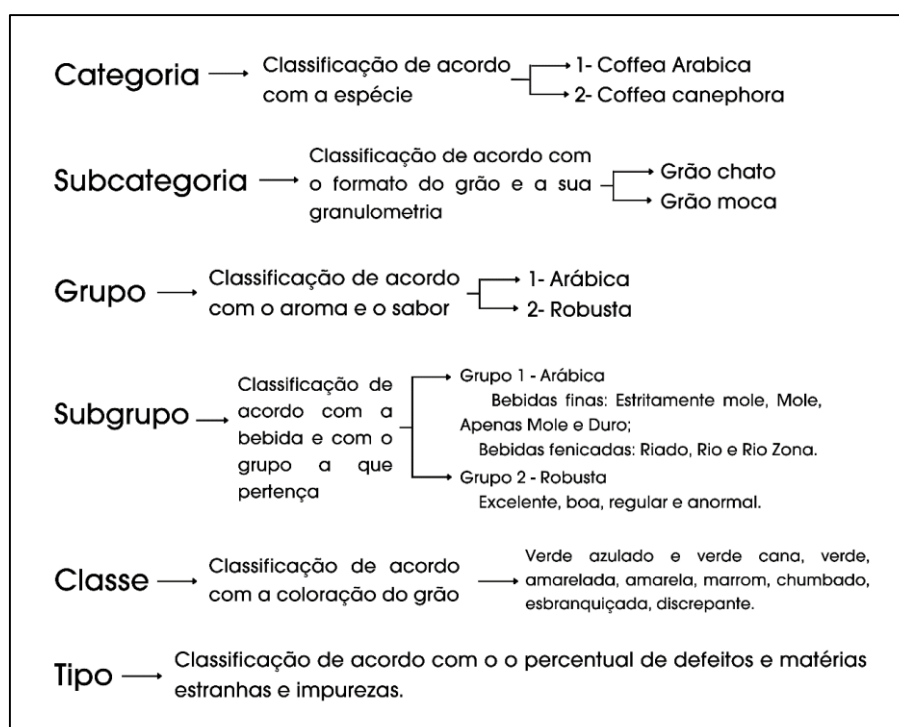 Categoria
Classificação de acordo
com a espécie
1- Coffea Arabica
2- Coffea canephora
Subcategoria
Classificação de acordo com
o formato do grão e a sua
granulometria
Grão chato
Grão moca
Grupo
Classificação de acordo
com o aroma e o sabor
1- Arábica
2- Robusta
Subgrupo
Classificação de
acordo com a
bebida e com o
grupo a que
pertença
Grupo 1 - Arábica
Bebidas finas: Estritamente mole, Mole,
Apenas Mole e Duro;
Bebidas fenicadas: Riado, Rio e Rio Zona.
Grupo 2 - Robusta
Excelente, boa, regular e anormal.
Classe
Classificação de acordo
com a coloração do grão
Verde azulado e verde cana, verde,
amarelada, amarela, marrom, chumbado,
esbranquiçada, discrepante.
Tipo
Classificação de acordo com o o percentual de defeitos e matérias
estranhas e impurezas.